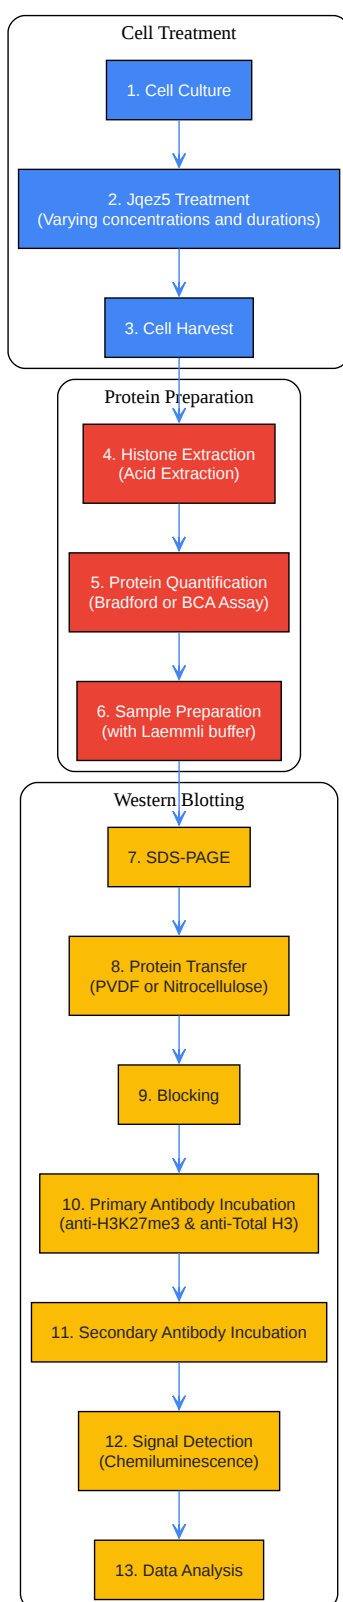 Cell Treatment
1. Cell Culture
2. Jqez5 Treatment
(Varying concentrations and durations)
3. Cell Harvest
Protein Preparation
4. Histone Extraction
(Acid Extraction)
5. Protein Quantification
(Bradford or BCA Assay)
6. Sample Preparation
(with Laemmli buffer)
Western Blotting
7. SDS-PAGE
8. Protein Transfer
(PVDF or Nitrocellulose)
9. Blocking
10. Primary Antibody Incubation
(anti-H3K27me3 & anti-Total H3)
11. Secondary Antibody Incubation
12. Signal Detection
(Chemiluminescence)
13. Data Analysis